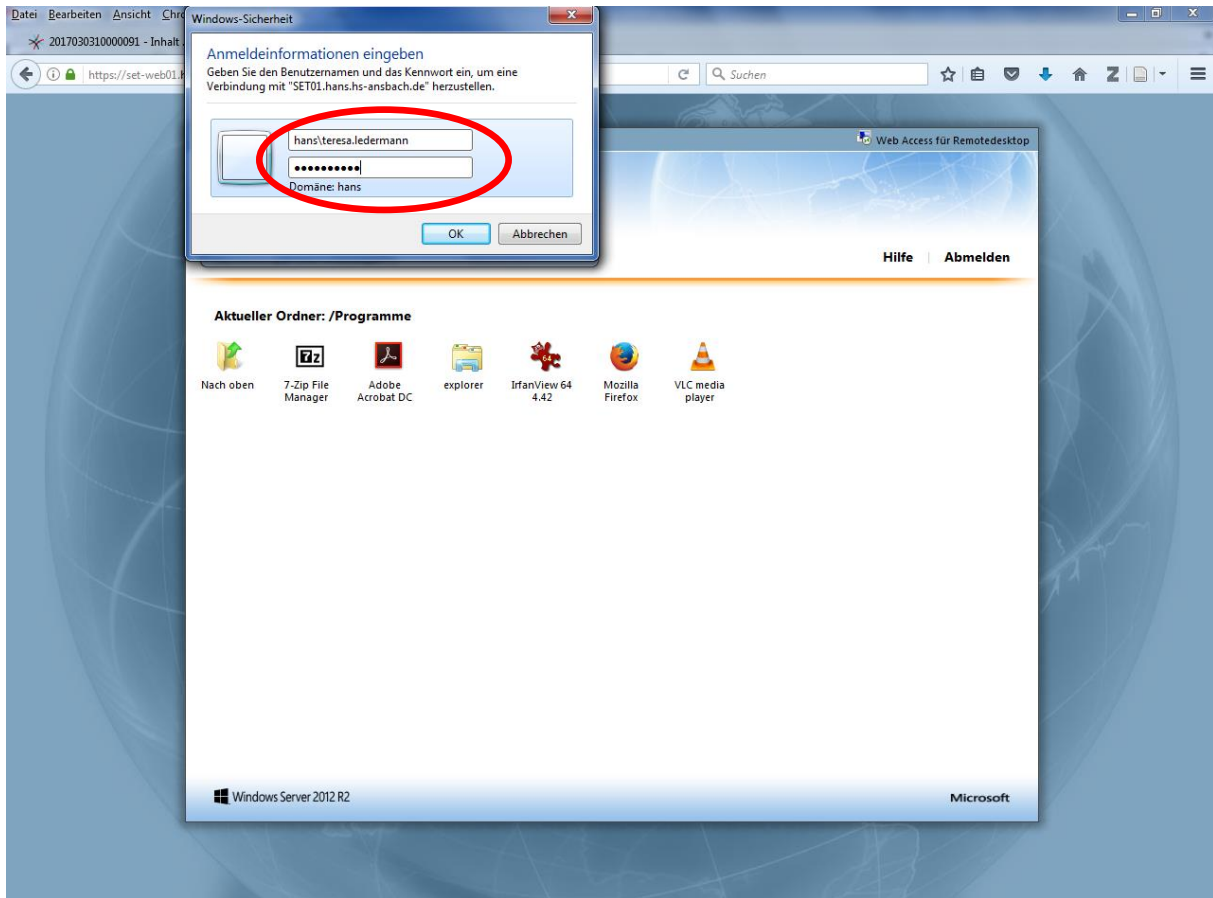 Datei Bearbeiten Ansicht Chr
Windows-Sicherheit
2017030310000091 - Inhalt
https://set-web01.
Suchen
Anmeldeinformationen eingeben
Geben Sie den Benutzernamen und das Kennwort ein, um eine
Verbindung mit "SET01.hans.hs-ansbach.de" herzustellen.
hans\teresa.ledermann
Domäne: hans
OK Abbrechen
Web Access für Remotedesktop
Hilfe | Abmelden
Aktueller Ordner: /Programme
Nach oben
7-Zip File
Manager
Adobe
Acrobat DC
explorer
IrfanView 64
4.42
Mozilla
Firefox
VLC media
player
Windows Server 2012 R2
Microsoft